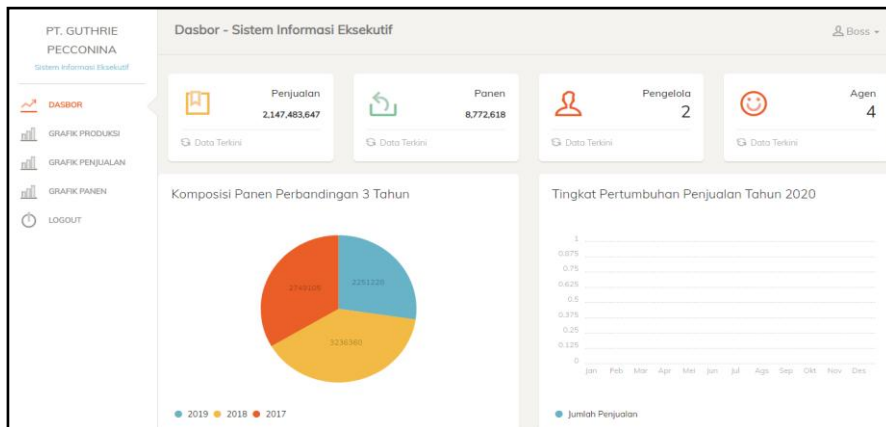 PT. GUTHRIE
PECCONINA
Sistem Informasi Eksekutif
DASBOR
GRAFIK PRODUKSI
GRAFIK PENJUALAN
GRAFIK PANEN
LOGOUT
Dasbor - Sistem Informasi Eksekutif
Boss
Penjualan
2,147,483,647
Data Terkini
Panen
8,772,618
Data Terkini
Pengelola
2
Data Terkini
Agen
4
Data Terkini
Komposisi Panen Perbandingan 3 Tahun
3236360
2019 2018 2017
Tingkat Pertumbuhan Penjualan Tahun 2020
1
0.875
0.75
0.625
0.5
0.375
0.25
0.125
0
Jan Feb Mar Apr Mei Jun Jul Ags Sep Okt Nov Des
Jumlah Penjualan